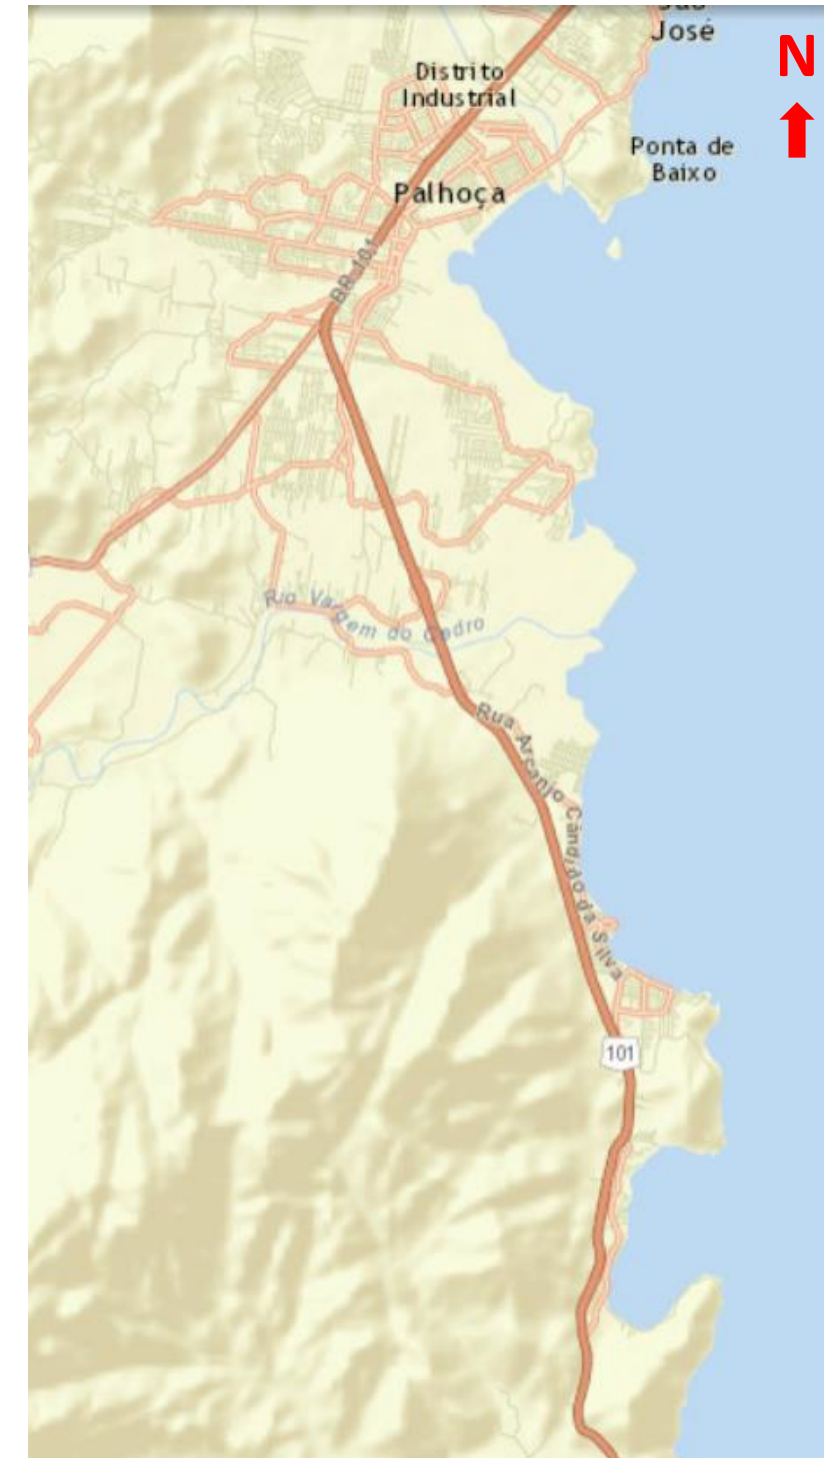 José
N
Distrito
Industrial
Ponta de
Baixo
Palhoça
BR-101
Rio Vargem do Cedro
Rua Arcanjo Cândido da Silva
101